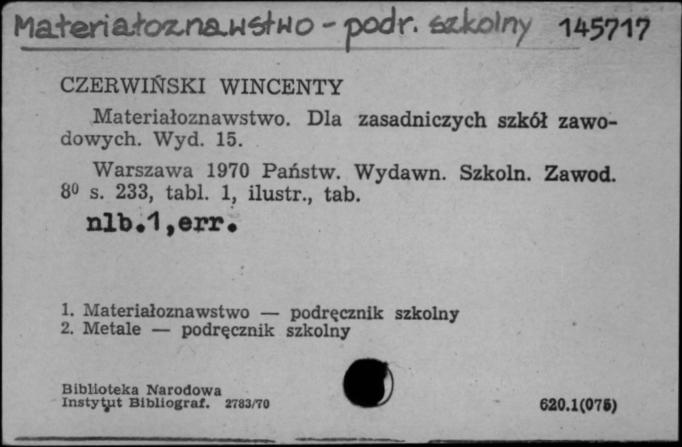 Materiałoznawstwo - podr. szkolny 145717
CZERWIŃSKI WINCENTY
Materiałoznawstwo. Dla zasadniczych szkół zawo-
dowych. Wyd. 15.
Warszawa 1970 Państw. Wydawn. Szkoln. Zawod.
8⁰ s. 233, tabl. 1, ilustr., tab.
nlb.1,err.
1. Materiałoznawstwo — podręcznik szkolny
2. Metale — podręcznik szkolny
Biblioteka Narodowa
Instytut Bibliograf. 2783/70
620.1(075)